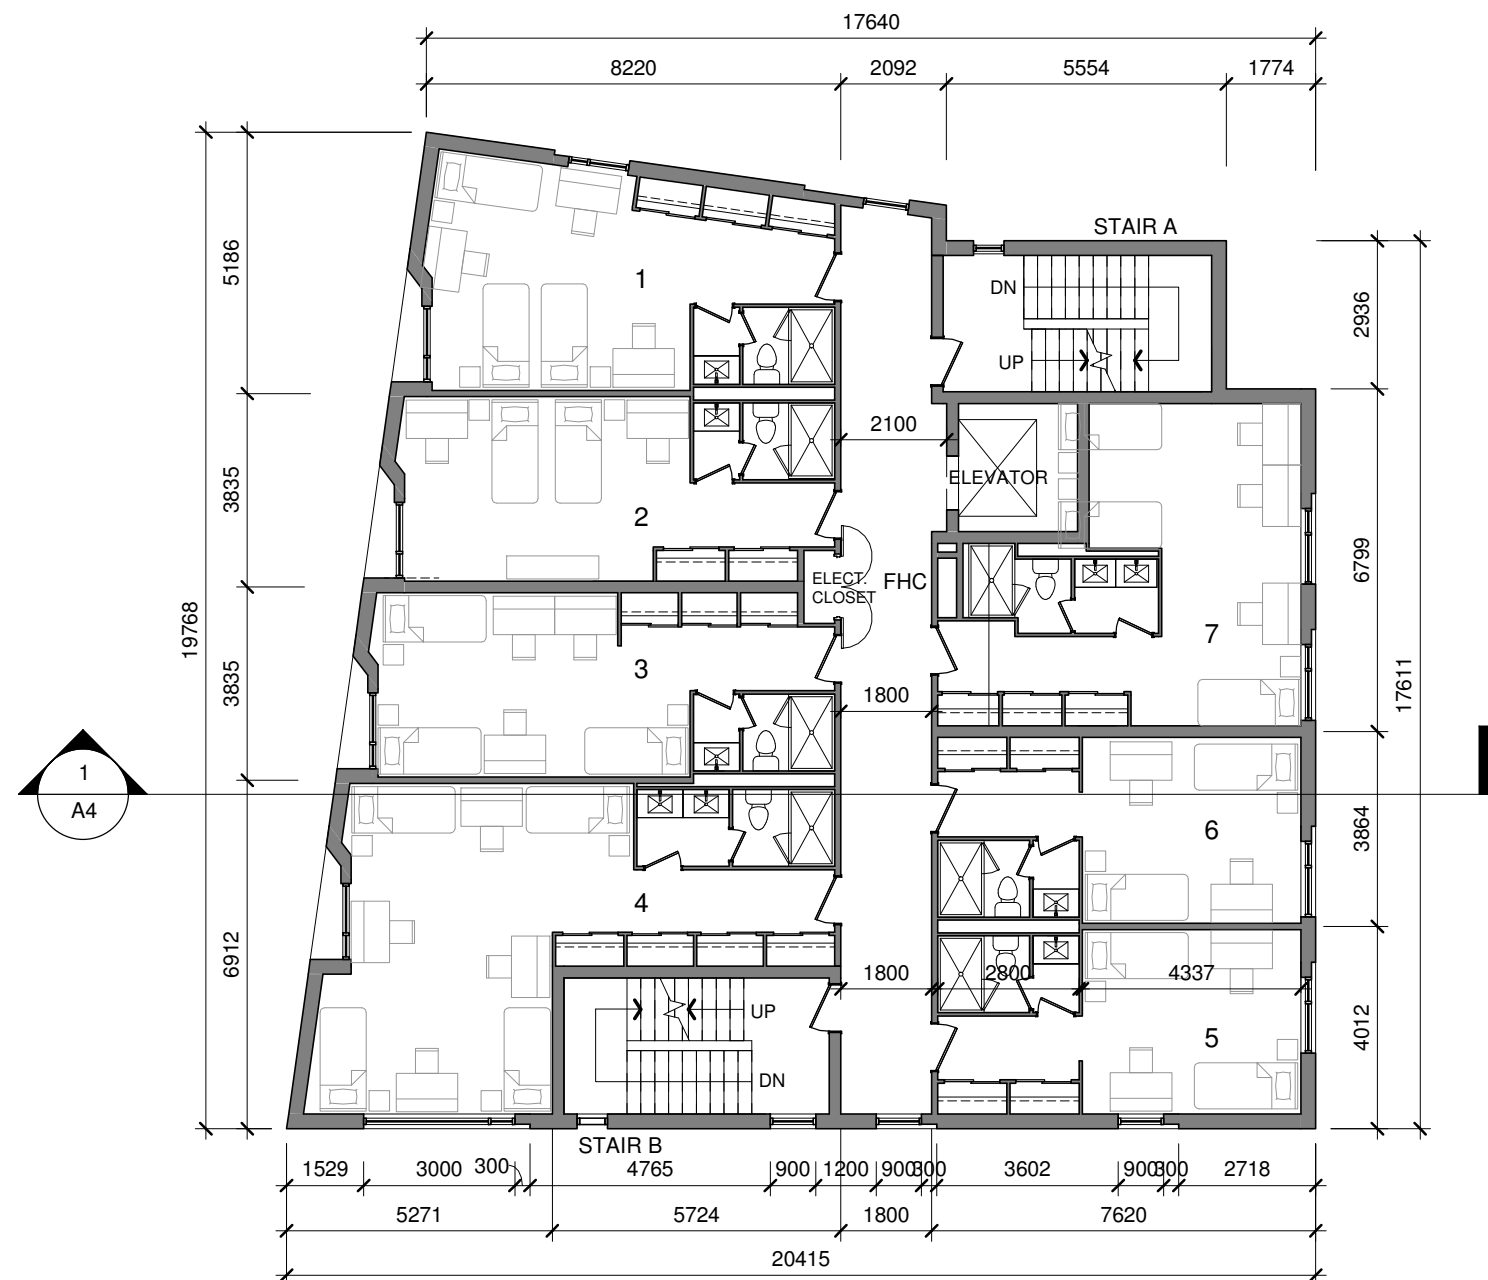 17640
8220 2092 5554 1774
STAIR A
5186
1
DN
2936
UP
2100
ELEVATOR
3835
2
6799
ELECT.
CLOSET
FHC
19768
7
3
3835
17611
1800
1
A4
6
3864
4
6912
1800 2800 4337
UP
5
4012
DN
STAIR B
1529 3000 300 4765 900 1200 900 300 3602 900 300 2718
5271 5724 1800 7620
20415